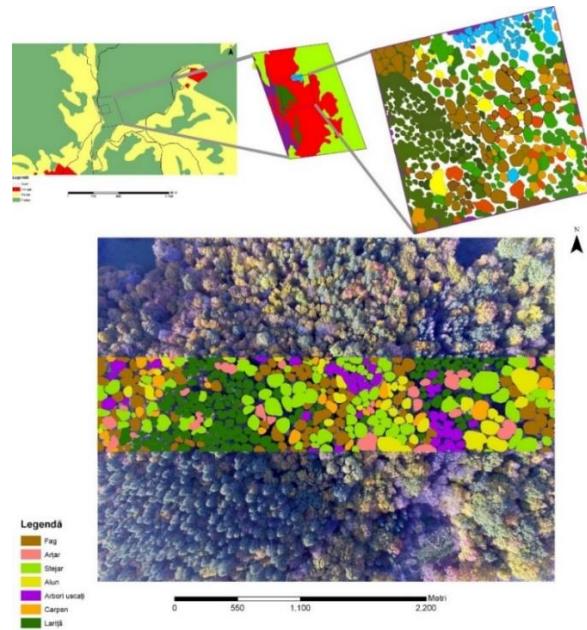 N
Legendă
Fag
Arțar
Stejar
Alun
Arbori uscați
Carpen
Lariță
Metri
0 550 1.100 2.200